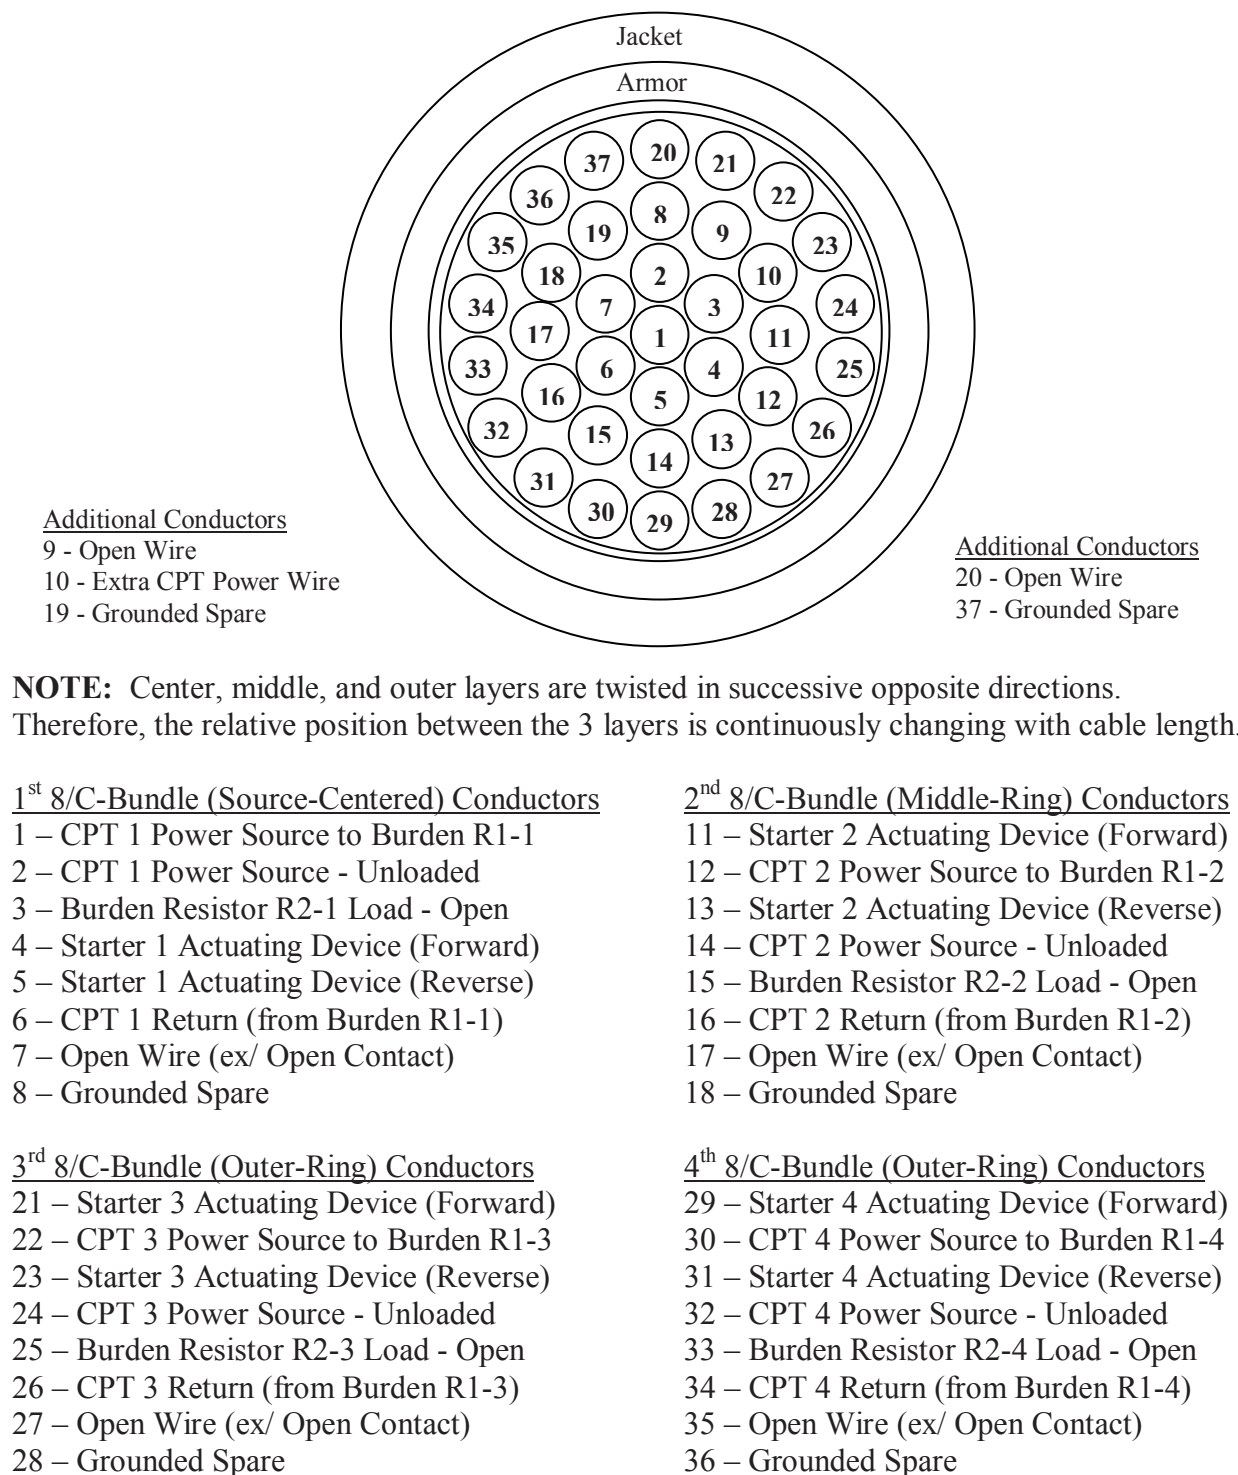 Jacket
Armor
37 20 21
36 22
35 19 8 9 23
18 2 10
34 7 3 24
17 1 11
33 6 4 25
16 5 12
32 15 14 13 26
31 27
30 29 28
Additional Conductors
9 - Open Wire
10 - Extra CPT Power Wire
19 - Grounded Spare
Additional Conductors
20 - Open Wire
37 - Grounded Spare
NOTE: Center, middle, and outer layers are twisted in successive opposite directions.
Therefore, the relative position between the 3 layers is continuously changing with cable length.
1st 8/C-Bundle (Source-Centered) Conductors
1 – CPT 1 Power Source to Burden R1-1
2 – CPT 1 Power Source - Unloaded
3 – Burden Resistor R2-1 Load - Open
4 – Starter 1 Actuating Device (Forward)
5 – Starter 1 Actuating Device (Reverse)
6 – CPT 1 Return (from Burden R1-1)
7 – Open Wire (ex/ Open Contact)
8 – Grounded Spare
2nd 8/C-Bundle (Middle-Ring) Conductors
11 – Starter 2 Actuating Device (Forward)
12 – CPT 2 Power Source to Burden R1-2
13 – Starter 2 Actuating Device (Reverse)
14 – CPT 2 Power Source - Unloaded
15 – Burden Resistor R2-2 Load - Open
16 – CPT 2 Return (from Burden R1-2)
17 – Open Wire (ex/ Open Contact)
18 – Grounded Spare
3rd 8/C-Bundle (Outer-Ring) Conductors
21 – Starter 3 Actuating Device (Forward)
22 – CPT 3 Power Source to Burden R1-3
23 – Starter 3 Actuating Device (Reverse)
24 – CPT 3 Power Source - Unloaded
25 – Burden Resistor R2-3 Load - Open
26 – CPT 3 Return (from Burden R1-3)
27 – Open Wire (ex/ Open Contact)
28 – Grounded Spare
4th 8/C-Bundle (Outer-Ring) Conductors
29 – Starter 4 Actuating Device (Forward)
30 – CPT 4 Power Source to Burden R1-4
31 – Starter 4 Actuating Device (Reverse)
32 – CPT 4 Power Source - Unloaded
33 – Burden Resistor R2-4 Load - Open
34 – CPT 4 Return (from Burden R1-4)
35 – Open Wire (ex/ Open Contact)
36 – Grounded Spare